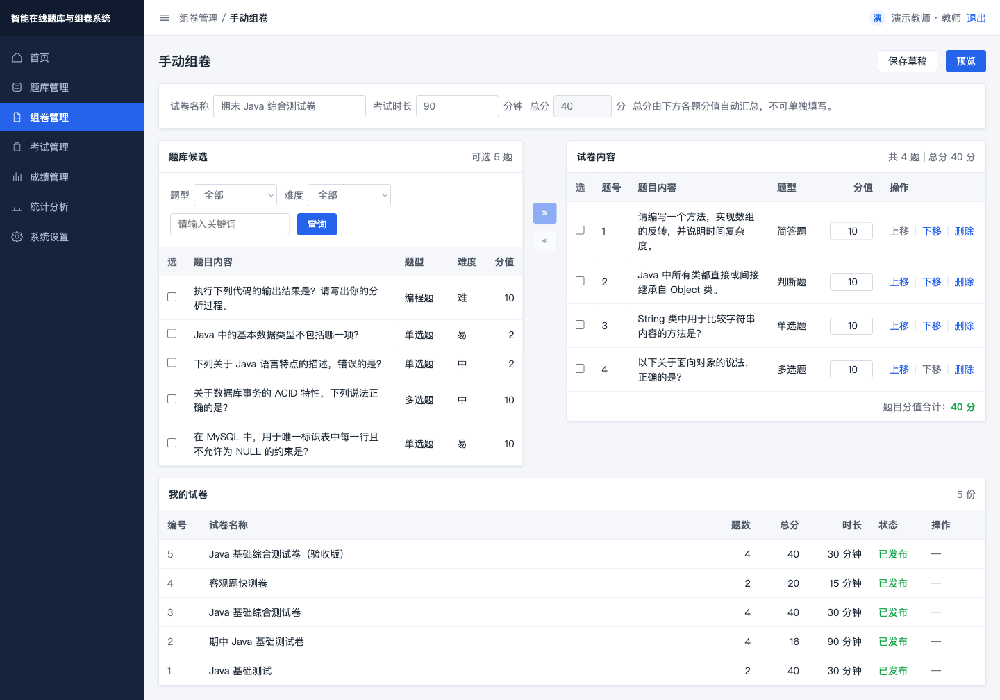 智能在线题库与组卷系统
组卷管理 / 手动组卷
演 演示教师 · 教师 退出
首页
题库管理
组卷管理
考试管理
成绩管理
统计分析
系统设置
手动组卷
保存草稿 预览
试卷名称 期末 Java 综合测试卷 考试时长 90 分钟 总分 40 分 总分由下方各题分值自动汇总，不可单独填写。
题库候选 可选 5 题
题型 全部 难度 全部
请输入关键词 查询
选 题目内容 题型 难度 分值
执行下列代码的输出结果是？请写出你的分
析过程。
编程题 难 10
Java 中的基本数据类型不包括哪一项？ 单选题 易 2
下列关于 Java 语言特点的描述，错误的是？ 单选题 中 2
关于数据库事务的 ACID 特性，下列说法正
确的是？
多选题 中 10
在 MySQL 中，用于唯一标识表中每一行且
不允许为 NULL 的约束是？
单选题 易 10
»
«
试卷内容 共 4 题 | 总分 40 分
选 题号 题目内容 题型 分值 操作
1 请编写一个方法，实现数组
的反转，并说明时间复杂
度。
简答题 10 上移 下移 删除
2 Java 中所有类都直接或间接
继承自 Object 类。
判断题 10 上移 下移 删除
3 String 类中用于比较字符串
内容的方法是？
单选题 10 上移 下移 删除
4 以下关于面向对象的说法，
正确的是？
多选题 10 上移 下移 删除
题目分值合计：40 分
我的试卷 5 份
编号 试卷名称 题数 总分 时长 状态 操作
5 Java 基础综合测试卷（验收版） 4 40 30 分钟 已发布 —
4 客观题快测卷 2 20 15 分钟 已发布 —
3 Java 基础综合测试卷 4 40 30 分钟 已发布 —
2 期中 Java 基础测试卷 4 16 90 分钟 已发布 —
1 Java 基础测试 2 40 30 分钟 已发布 —